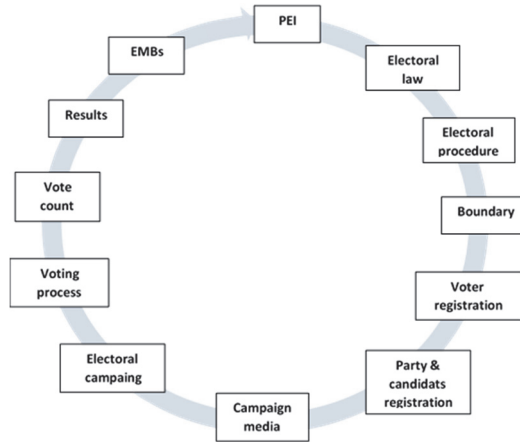 PEI
Electoral
law
Electoral
procedure
Boundary
Voter
registration
Party &
candidats
registration
Campaign
media
Electoral
campaing
Voting
process
Vote
count
Results
EMBs